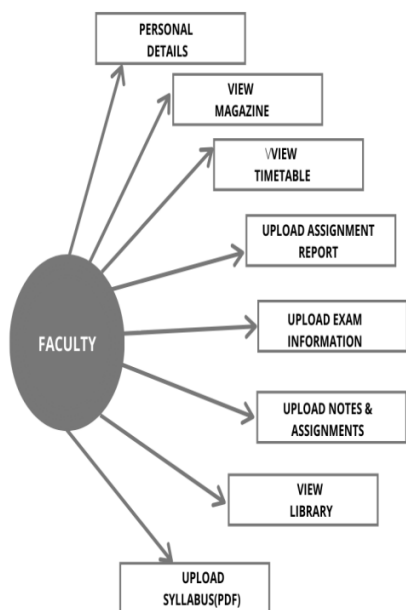 PERSONAL
DETAILS
VIEW
MAGAZINE
VVIEW
TIMETABLE
UPLOAD ASSIGNMENT
REPORT
FACULTY
UPLOAD EXAM
INFORMATION
UPLOAD NOTES &
ASSIGNMENTS
VIEW
LIBRARY
UPLOAD
SYLLABUS(PDF)